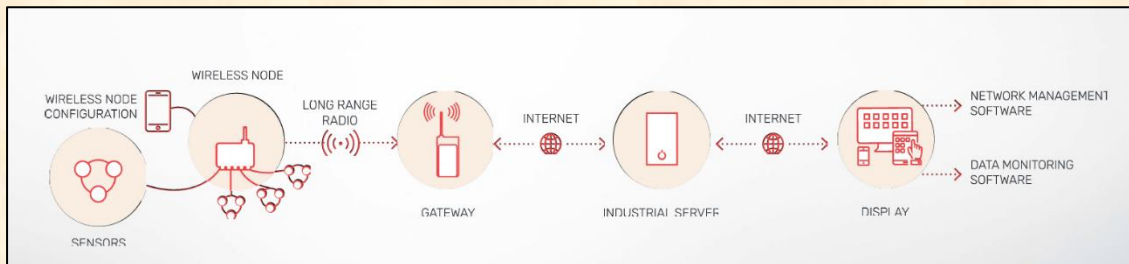 WIRELESS NODE
WIRELESS NODE
CONFIGURATION
LONG RANGE
RADIO
INTERNET
INTERNET
NETWORK MANAGEMENT
SOFTWARE
DATA MONITORING
SOFTWARE
GATEWAY
INDUSTRIAL SERVER
DISPLAY
SENSORS